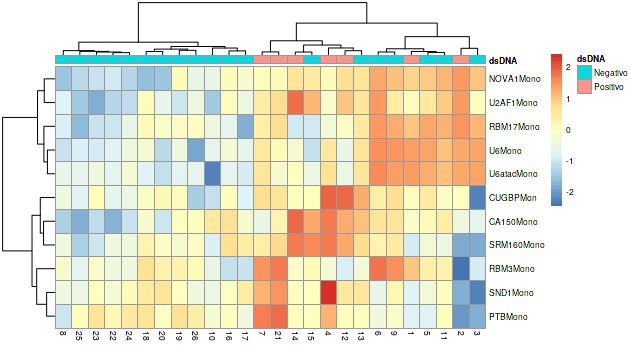 dsDNA
NOVA1Mono
U2AF1Mono
RBM17Mono
U6Mono
U6atacMono
CUGBPMono
CA150Mono
SRM160Mono
RBM3Mono
SND1Mono
PTBMono
8 25 23 22 24 18 20 19 26 10 16 17 7 21 14 15 4 12 13 6 9 1 5 11 2 3
2
1
0
-1
-2
dsDNA
Negativo
Positivo